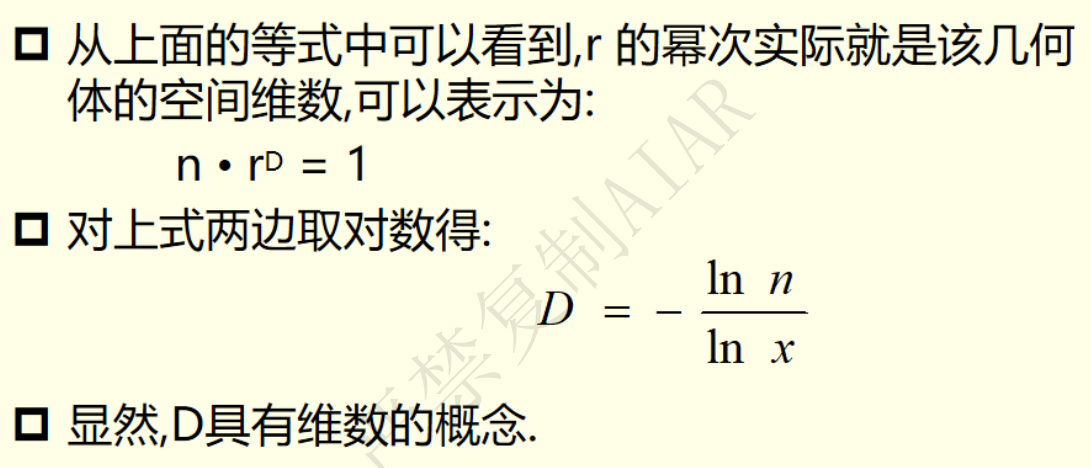 从上面的等式中可以看到,r 的幂次实际就是该几何
体的空间维数,可以表示为:
n • rᴰ = 1
对上式两边取对数得:
D = - ln n / ln x
显然,D具有维数的概念.
严禁复制AIAR